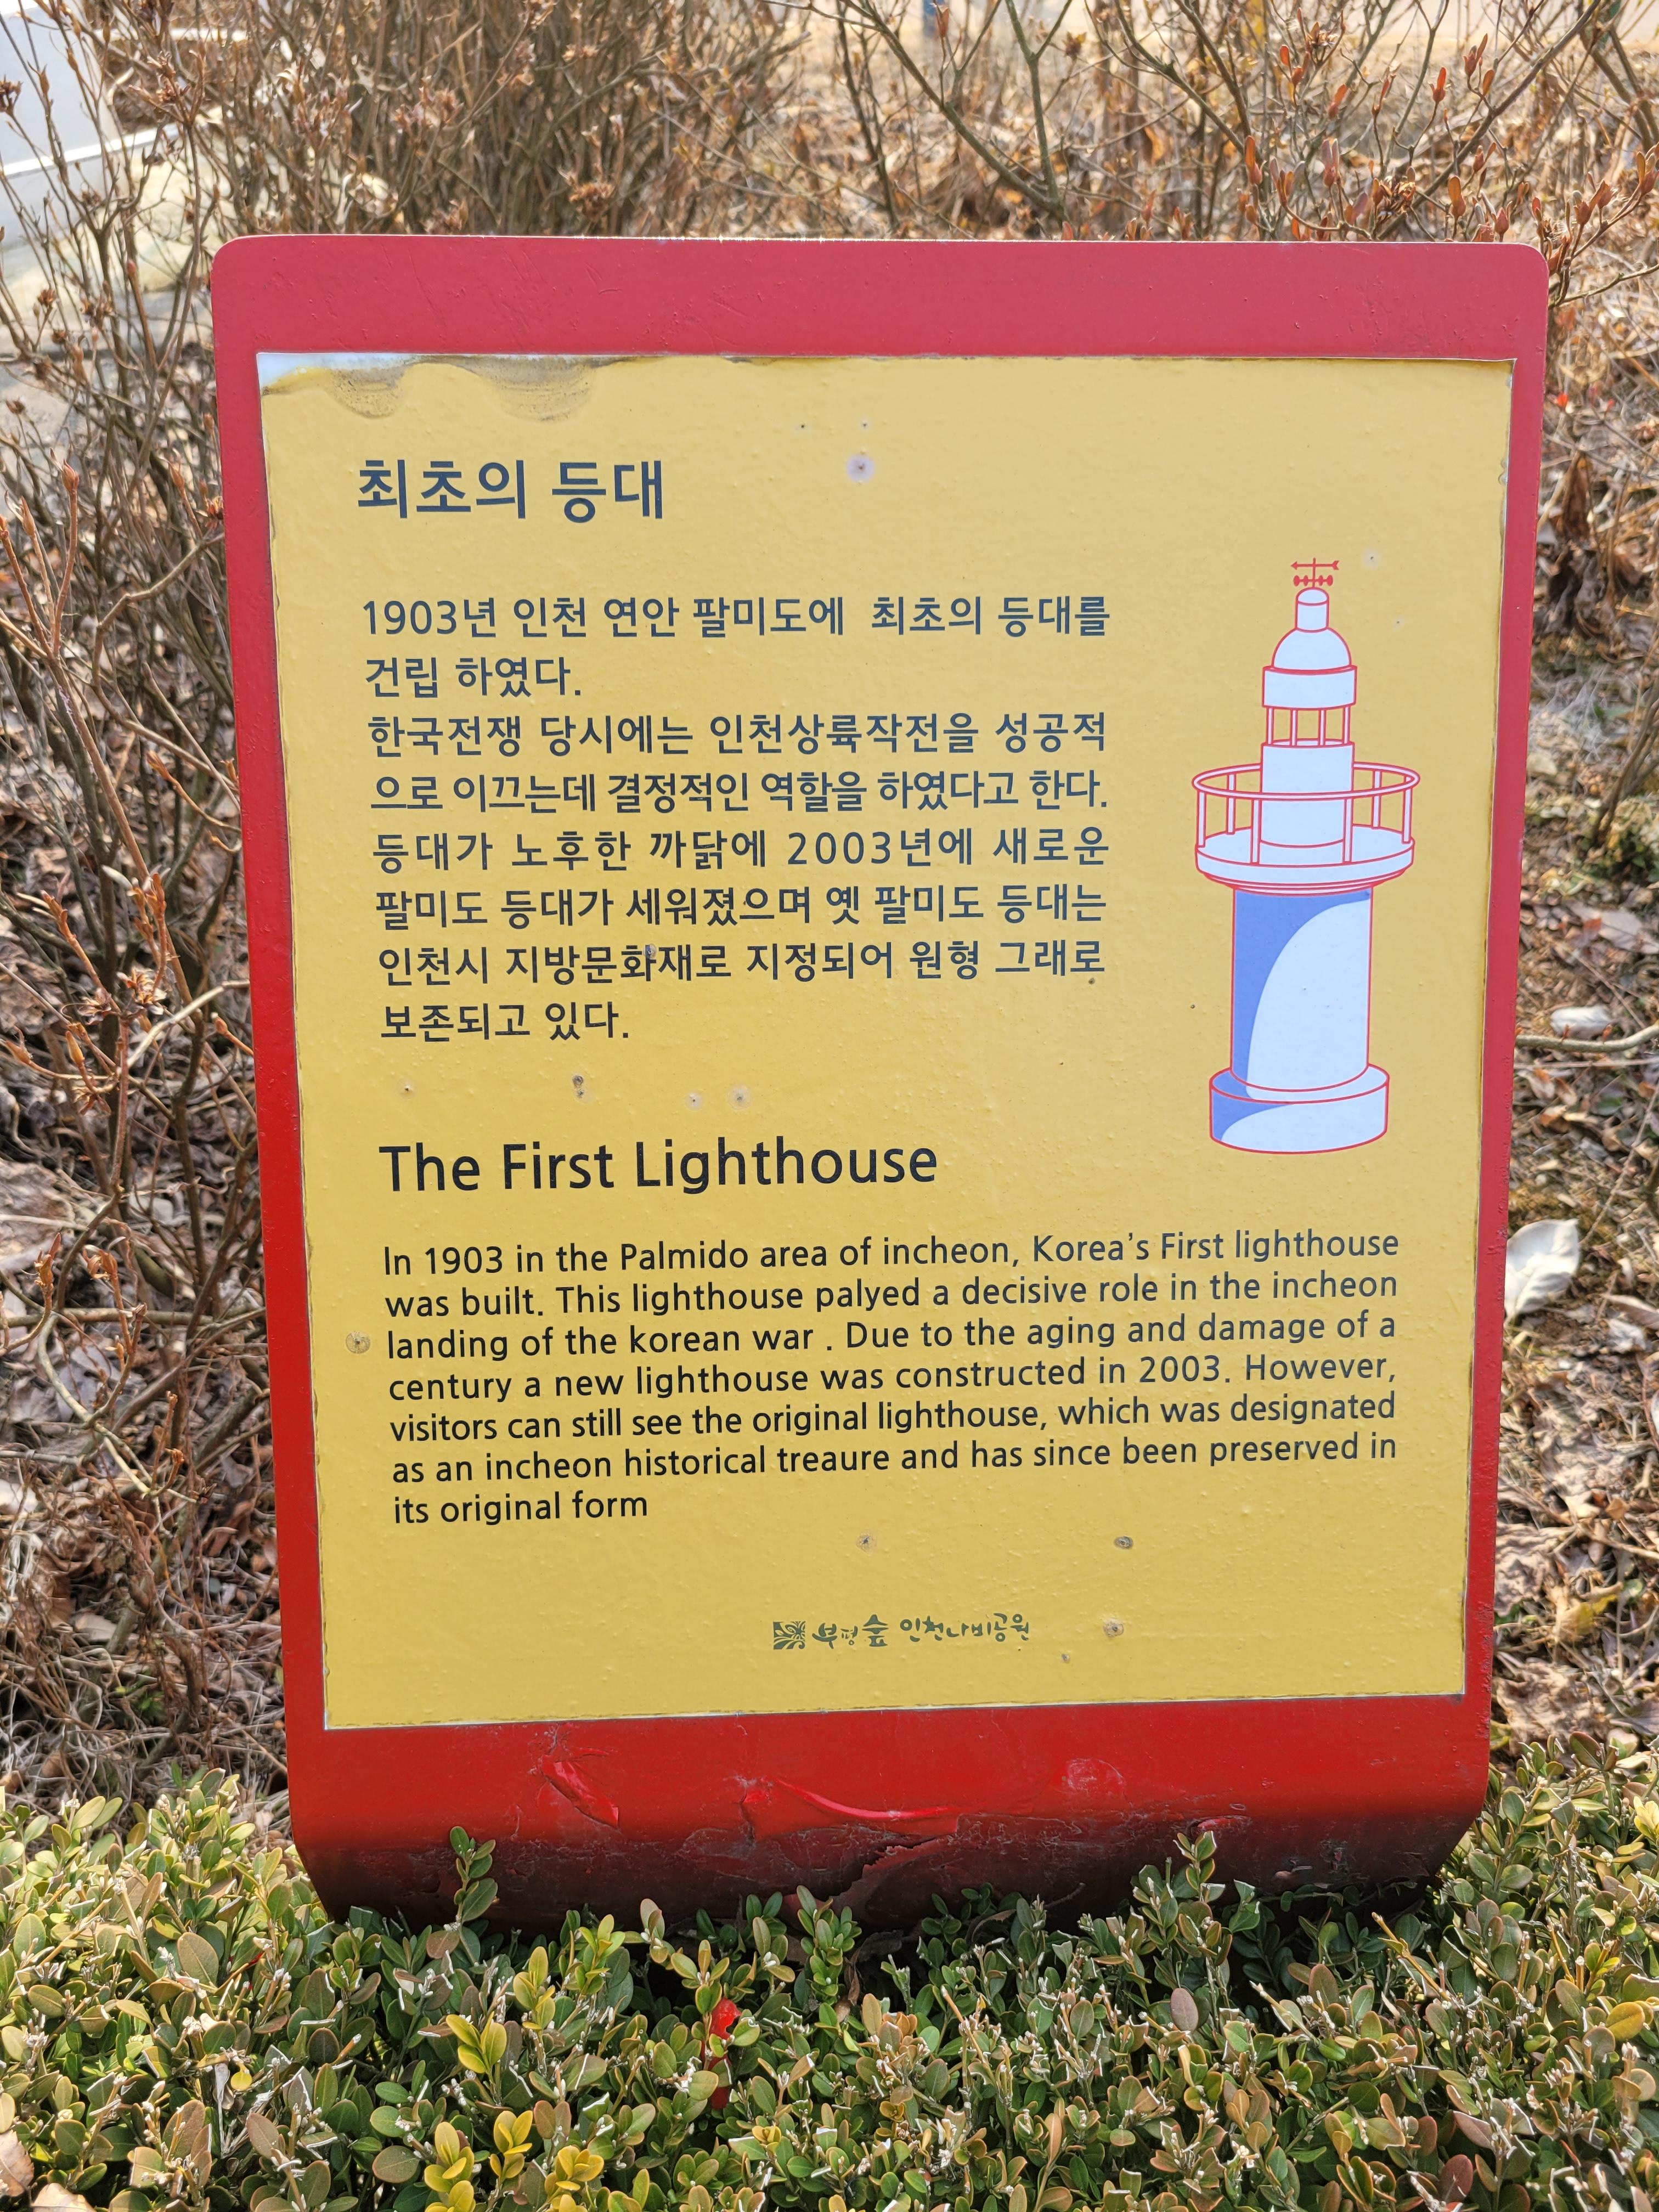 최초의 등대
1903년 인천 연안 팔미도에 최초의 등대를
건립 하였다.
한국전쟁 당시에는 인천상륙작전을 성공적
으로 이끄는데 결정적인 역할을 하였다고 한다.
등대가 노후한 까닭에 2003년에 새로운
팔미도 등대가 세워졌으며 옛 팔미도 등대는
인천시 지방문화재로 지정되어 원형 그래로
보존되고 있다.
The First Lighthouse
In 1903 in the Palmido area of incheon, Korea's First lighthouse
was built. This lighthouse palyed a decisive role in the incheon
landing of the korean war . Due to the aging and damage of a
century a new lighthouse was constructed in 2003. However,
visitors can still see the original lighthouse, which was designated
as an incheon historical treaure and has since been preserved in
its original form
부평숲 인천나비공원